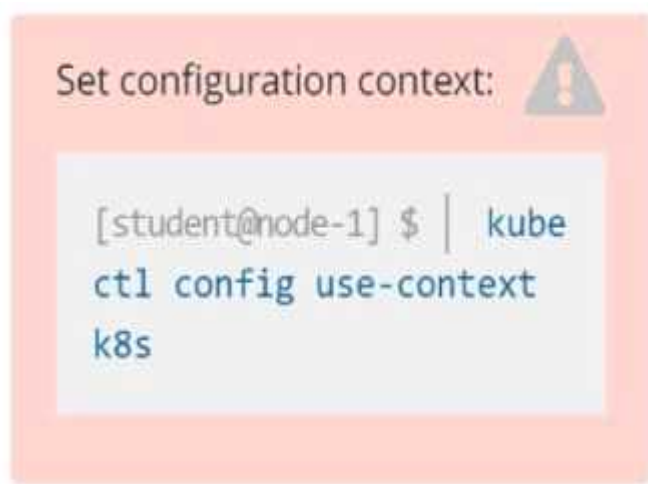 Set configuration context:
[student@node-1] $ | kube
ctl config use-context
k8s